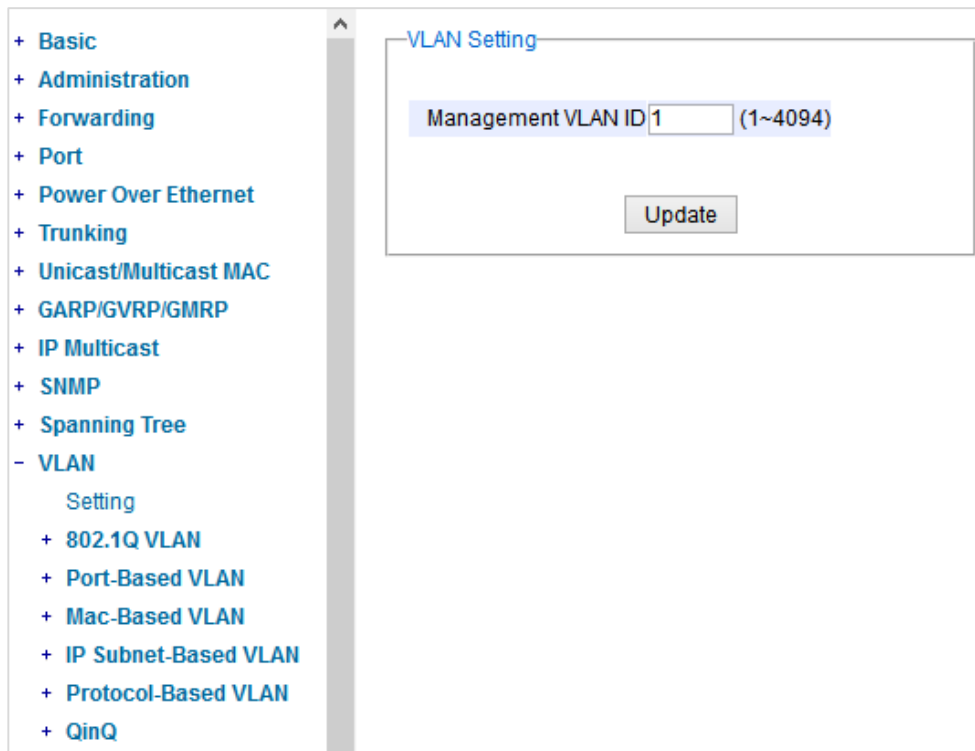 + Basic
+ Administration
+ Forwarding
+ Port
+ Power Over Ethernet
+ Trunking
+ Unicast/Multicast MAC
+ GARP/GVRP/GMRP
+ IP Multicast
+ SNMP
+ Spanning Tree
- VLAN
Setting
+ 802.1Q VLAN
+ Port-Based VLAN
+ Mac-Based VLAN
+ IP Subnet-Based VLAN
+ Protocol-Based VLAN
+ QinQ
VLAN Setting
Management VLAN ID 1 (1~4094)
Update